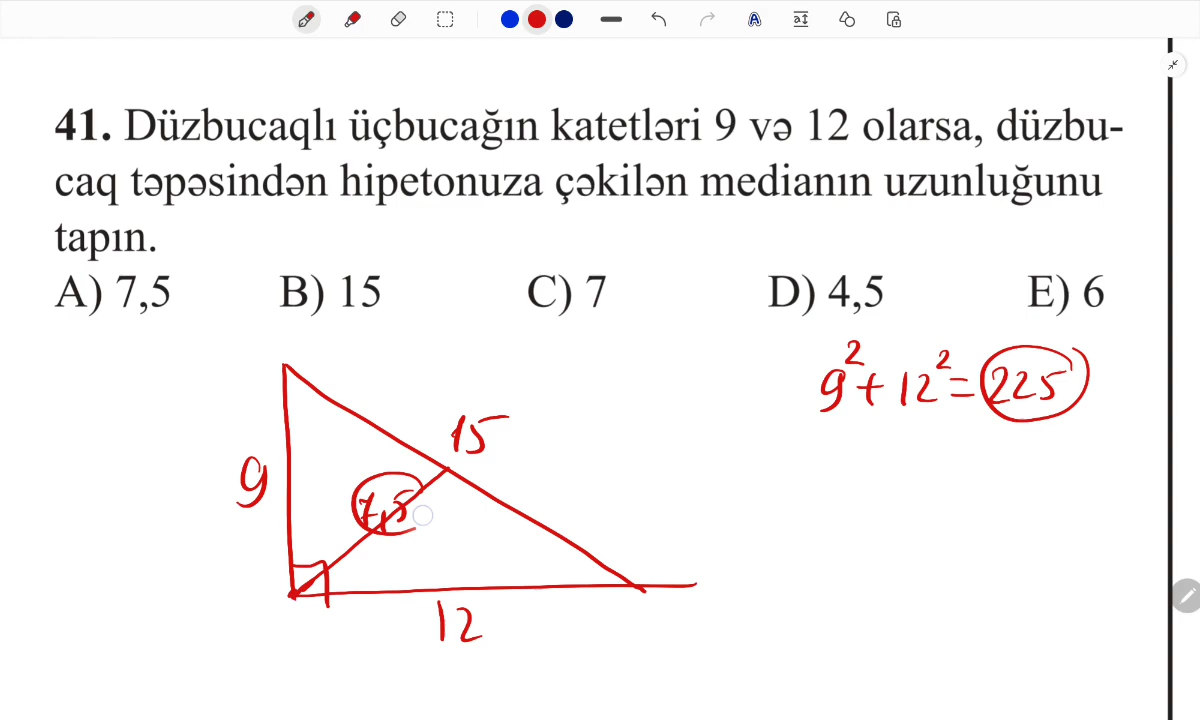 41. Düzbucaqlı üçbucağın katetləri 9 və 12 olarsa, düzbu-
caq təpəsindən hipetonuza çəkilən medianın uzunluğunu
tapın.
A) 7,5 B) 15 C) 7 D) 4,5 E) 6
9² + 12² = 225
15
9
7,5
12